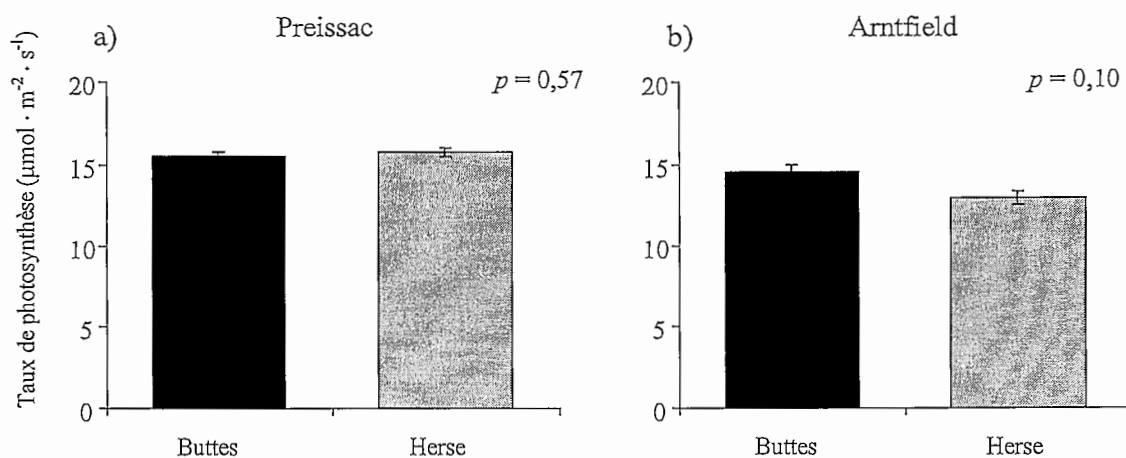 a) Preissac
p = 0,57
Taux de photosynthèse (µmol · m⁻² · s⁻¹)
20
15
10
5
0
Buttes Herse
b) Arntfield
p = 0,10
20
15
10
5
0
Buttes Herse